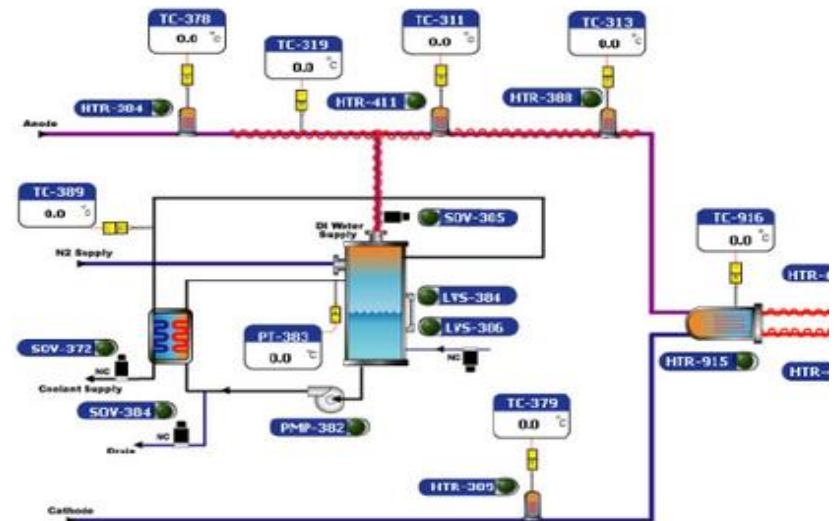 TC-378
0.0 °C
TC-319
0.0 °C
TC-311
0.0 °C
TC-313
0.0 °C
HTR-384
HTR-411
HTR-388
Anode
TC-389
0.0 °C
DI Water
Supply
SOV-385
N2 Supply
TC-916
0.0 °C
LVS-384
LVS-386
PT-383
0.0
SOV-372
NC
NC
Coolant Supply
HTR-915
SOV-384
NC
Drain
PMP-382
TC-379
0.0 °C
HTR-389
Cathode